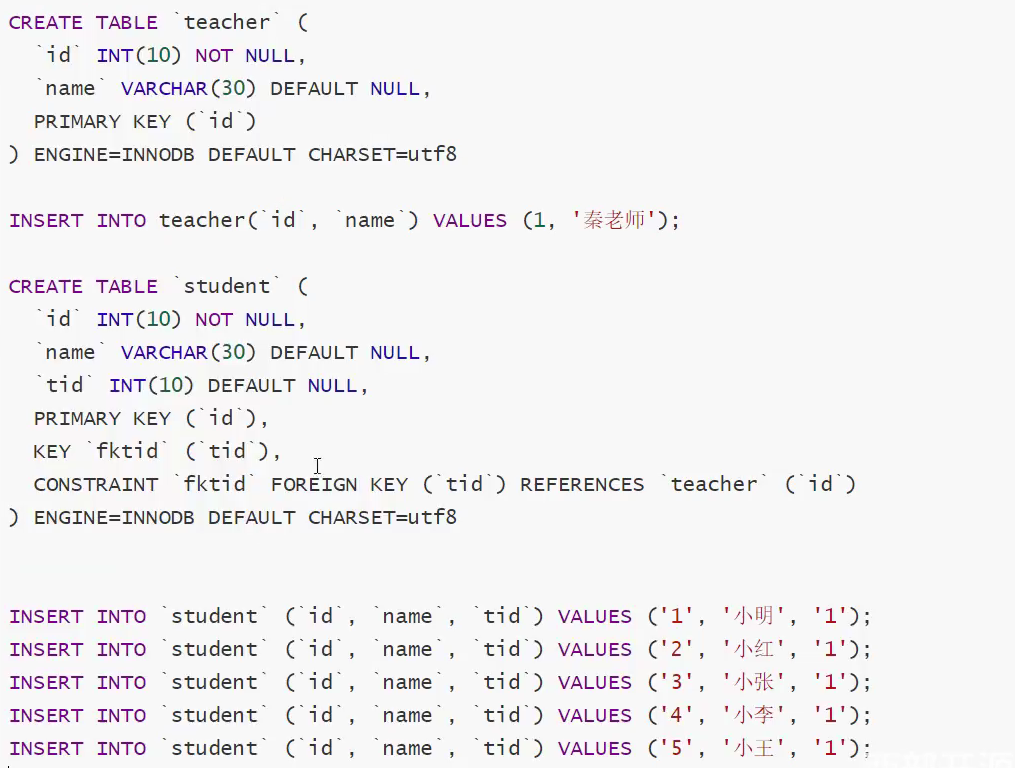 CREATE TABLE `teacher` (
`id` INT(10) NOT NULL,
`name` VARCHAR(30) DEFAULT NULL,
PRIMARY KEY (`id`)
) ENGINE=INNODB DEFAULT CHARSET=utf8
INSERT INTO teacher(`id`, `name`) VALUES (1, '秦老师');
CREATE TABLE `student` (
`id` INT(10) NOT NULL,
`name` VARCHAR(30) DEFAULT NULL,
`tid` INT(10) DEFAULT NULL,
PRIMARY KEY (`id`),
KEY `fktid` (`tid`),
CONSTRAINT `fktid` FOREIGN KEY (`tid`) REFERENCES `teacher` (`id`)
) ENGINE=INNODB DEFAULT CHARSET=utf8
INSERT INTO `student` (`id`, `name`, `tid`) VALUES ('1', '小明', '1');
INSERT INTO `student` (`id`, `name`, `tid`) VALUES ('2', '小红', '1');
INSERT INTO `student` (`id`, `name`, `tid`) VALUES ('3', '小张', '1');
INSERT INTO `student` (`id`, `name`, `tid`) VALUES ('4', '小李', '1');
INSERT INTO `student` (`id`, `name`, `tid`) VALUES ('5', '小王', '1');